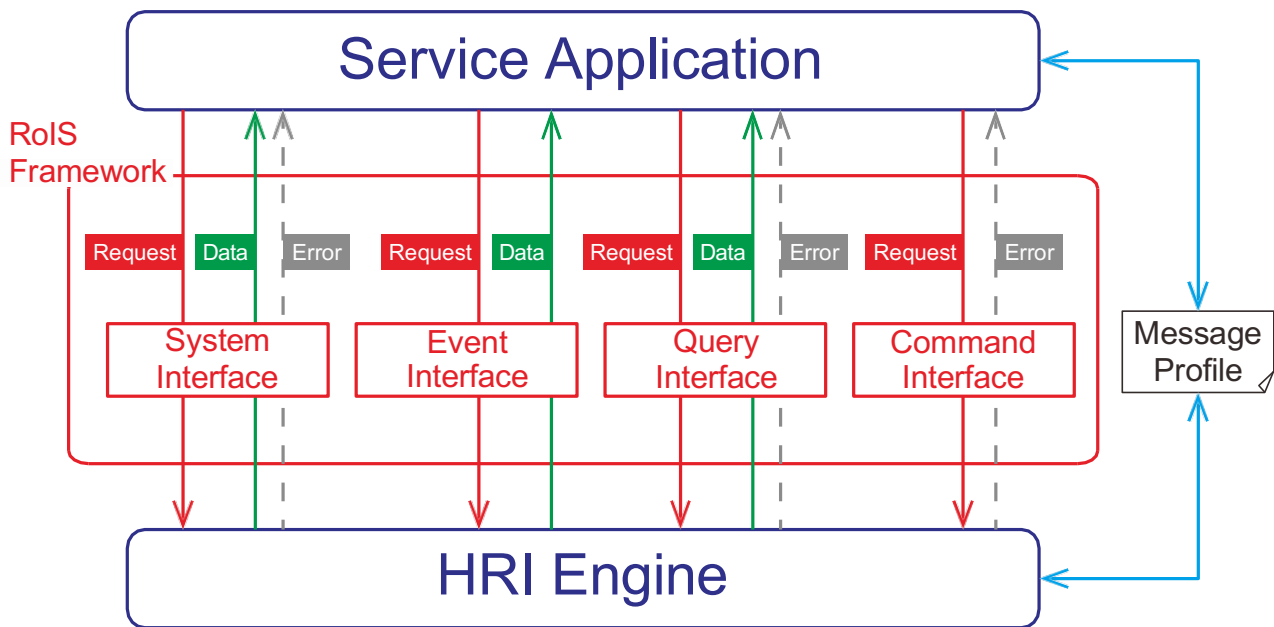 Service Application
RoIS
Framework
Request Data Error Request Data Request Data Error Request Error
System
Interface
Event
Interface
Query
Interface
Command
Interface
Message
Profile
HRI Engine